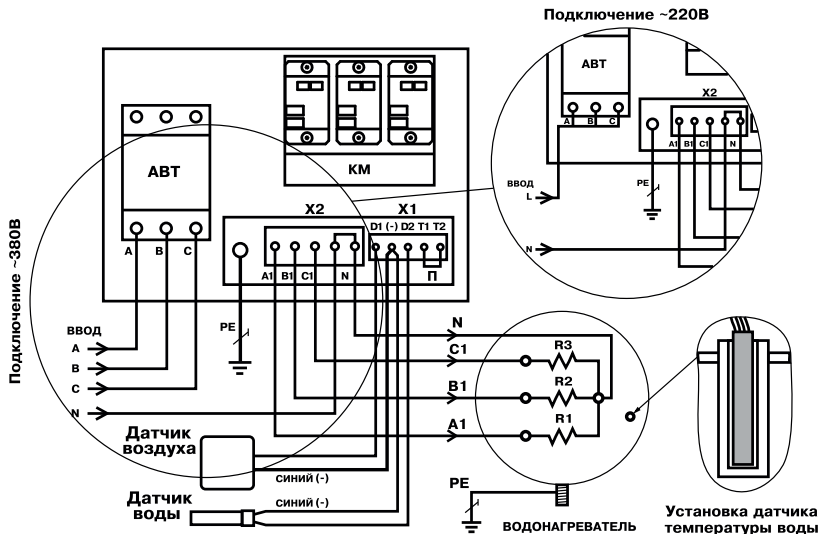 Подключение ~220В
АВТ
X2
A B C
A1 B1 C1 N
ВВОД
L
PE
N
АВТ
КМ
X2 X1
D1 (-) D2 T1 T2
A B C
A1 B1 C1 N
П
Подключение ~380В
PE
ВВОД
A
B
C
N
N
C1
B1
A1
R3
R2
R1
Датчик
воздуха
СИНИЙ (-)
Датчик
воды
СИНИЙ (-)
PE
ВОДОНАГРЕВАТЕЛЬ
Установка датчика
температуры воды